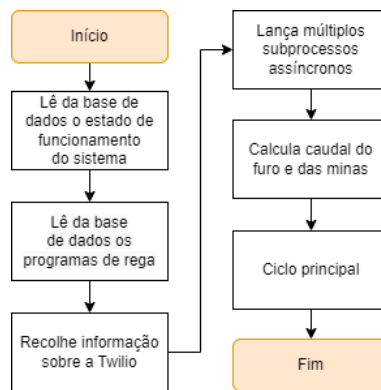 Início
Lê da base de
dados o estado de
funcionamento
do sistema
Lê da base
de dados os
programas de rega
Recolhe informação
sobre a Twilio
Lança múltiplos
subprocessos
assíncronos
Calcula caudal do
furo e das minas
Ciclo principal
Fim